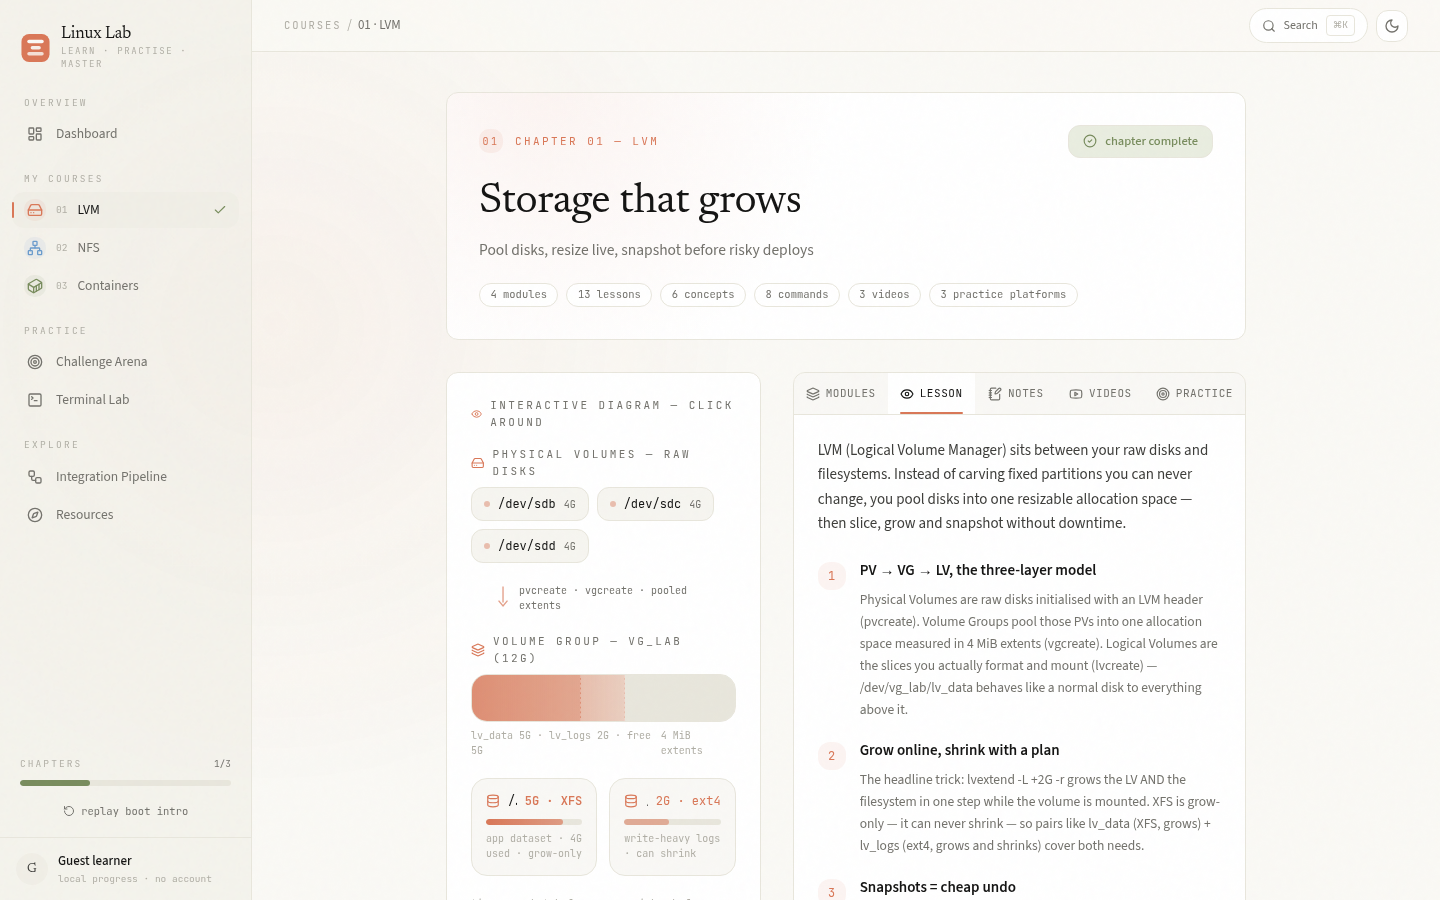 Linux Lab
LEARN · PRACTISE ·
MASTER
OVERVIEW
Dashboard
MY COURSES
01 LVM
02 NFS
03 Containers
PRACTICE
Challenge Arena
Terminal Lab
EXPLORE
Integration Pipeline
Resources
CHAPTERS 1/3
replay boot intro
G
Guest learner
local progress · no account
COURSES / 01 · LVM
Search ⌘K
01 CHAPTER 01 — LVM
chapter complete
Storage that grows
Pool disks, resize live, snapshot before risky deploys
4 modules
13 lessons
6 concepts
8 commands
3 videos
3 practice platforms
INTERACTIVE DIAGRAM — CLICK
AROUND
PHYSICAL VOLUMES — RAW
DISKS
/dev/sdb 4G
/dev/sdc 4G
/dev/sdd 4G
pvcreate · vgcreate · pooled
extents
VOLUME GROUP — VG_LAB
(12G)
lv_data 5G · lv_logs 2G · free
5G
4 MiB
extents
/. 5G · XFS
app dataset · 4G
used · grow-only
. 2G · ext4
write-heavy logs
· can shrink
MODULES
LESSON
NOTES
VIDEOS
PRACTICE
LVM (Logical Volume Manager) sits between your raw disks and
filesystems. Instead of carving fixed partitions you can never
change, you pool disks into one resizable allocation space —
then slice, grow and snapshot without downtime.
1 PV → VG → LV, the three-layer model
Physical Volumes are raw disks initialised with an LVM header
(pvcreate). Volume Groups pool those PVs into one allocation
space measured in 4 MiB extents (vgcreate). Logical Volumes are
the slices you actually format and mount (lvcreate) —
/dev/vg_lab/lv_data behaves like a normal disk to everything
above it.
2 Grow online, shrink with a plan
The headline trick: lvextend -L +2G -r grows the LV AND the
filesystem in one step while the volume is mounted. XFS is grow-
only — it can never shrink — so pairs like lv_data (XFS, grows) +
lv_logs (ext4, grows and shrinks) cover both needs.
3 Snapshots = cheap undo